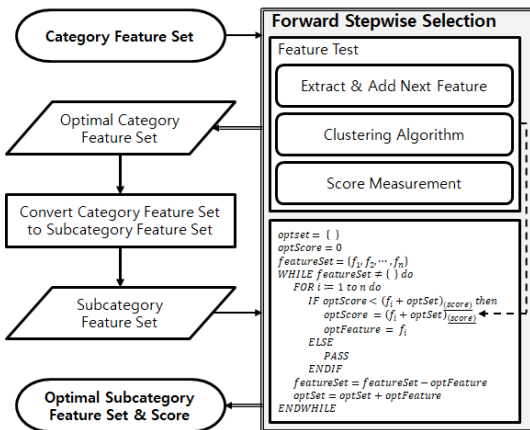 Category Feature Set
Optimal Category
Feature Set
Convert Category Feature Set
to Subcategory Feature Set
Subcategory
Feature Set
Optimal Subcategory
Feature Set & Score
Forward Stepwise Selection
Feature Test
Extract & Add Next Feature
Clustering Algorithm
Score Measurement
optset = { }
optScore = 0
featureSet = {f₁, f₂, ⋯, fₙ}
WHILE featureSet ≠ { } do
FOR i ≔ 1 to n do
IF optScore < (fᵢ + optSet)(score) then
optScore = (fᵢ + optSet)(score)
optFeature = fᵢ
ELSE
PASS
ENDIF
featureSet = featureSet − optFeature
optSet = optSet + optFeature
ENDWHILE